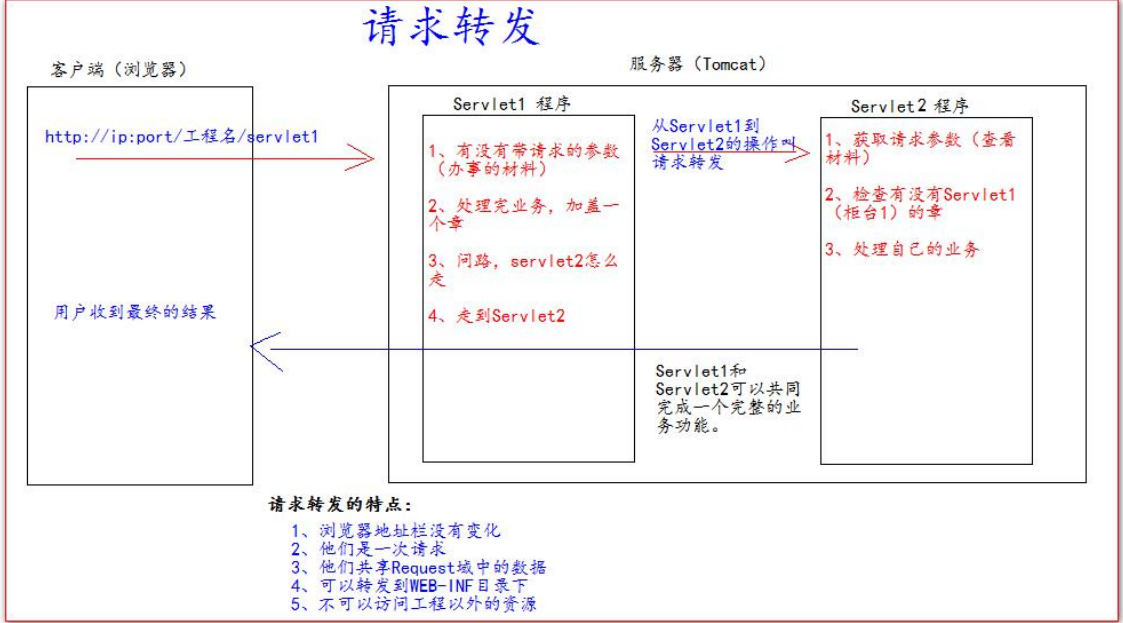 请求转发
客户端（浏览器）
服务器（Tomcat）
http://ip:port/工程名/servlet1
用户收到最终的结果
Servlet1 程序
1、有没有带请求的参数
（办事的材料）
2、处理完业务，加盖一
个章
3、问路，servlet2怎么
走
4、走到Servlet2
从Servlet1到
Servlet2的操作叫
请求转发
Servlet2 程序
1、获取请求参数（查看
材料）
2、检查有没有Servlet1
（柜台1）的章
3、处理自己的业务
Servlet1和
Servlet2可以共同
完成一个完整的业
务功能。
请求转发的特点：
1、浏览器地址栏没有变化
2、他们是一次请求
3、他们共享Request域中的数据
4、可以转发到WEB-INF目录下
5、不可以访问工程以外的资源